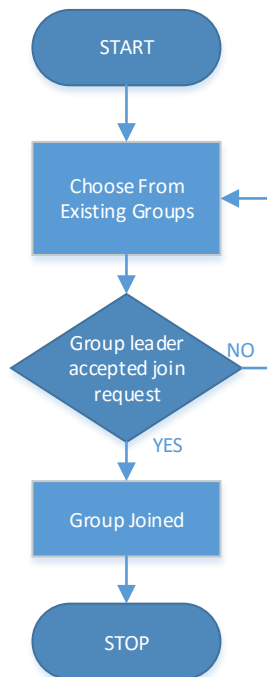 START
Choose From
Existing Groups
Group leader
accepted join
request
NO
YES
Group Joined
STOP